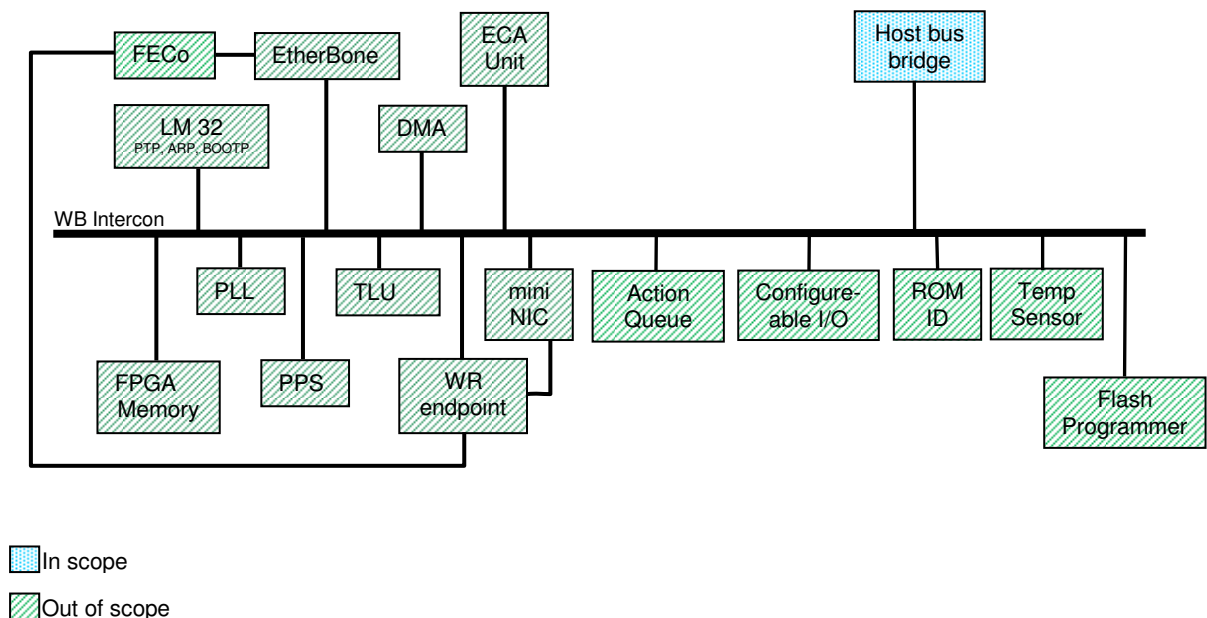 FECo
EtherBone
ECA
Unit
Host bus
bridge
LM 32
PTP, ARP, BOOTP
DMA
WB Intercon
PLL
TLU
mini
NIC
Action
Queue
Configure-
able I/O
ROM
ID
Temp
Sensor
FPGA
Memory
PPS
WR
endpoint
Flash
Programmer
In scope
Out of scope